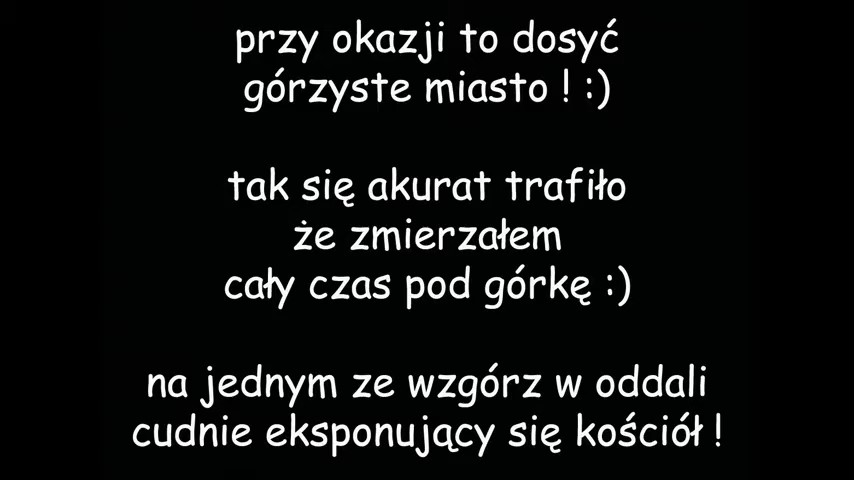 przy okazji to dosyć
górzyste miasto ! :)
tak się akurat trafiło
że zmierzałem
cały czas pod górkę :)
na jednym ze wzgórz w oddali
cudnie eksponujący się kościół !